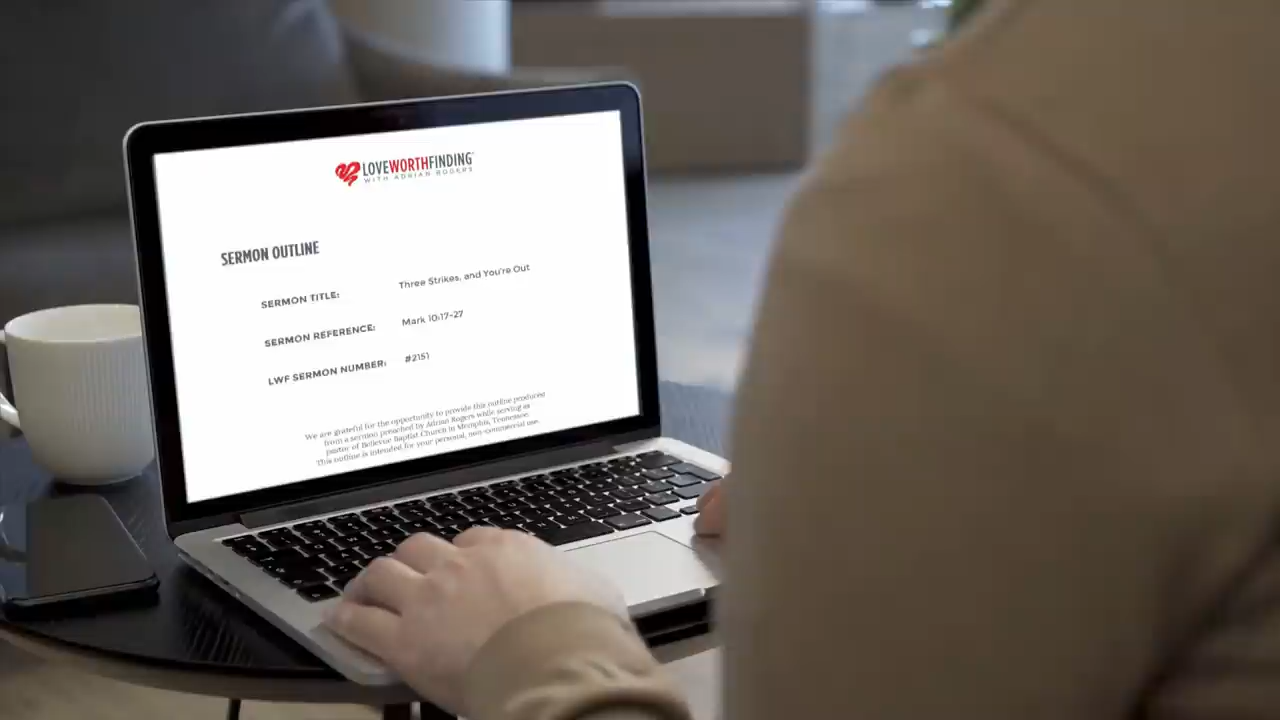 LOVEWORTHFINDING
WITH ADRIAN ROGERS
SERMON OUTLINE
SERMON TITLE: Three Strikes, and You're Out
SERMON REFERENCE: Mark 10:17-27
LWF SERMON NUMBER: #2151
We are grateful for the opportunity to provide this outline produced
from a sermon preached by Adrian Rogers while serving as
pastor of Bellevue Baptist Church in Memphis, Tennessee.
This outline is intended for your personal, non-commercial use.